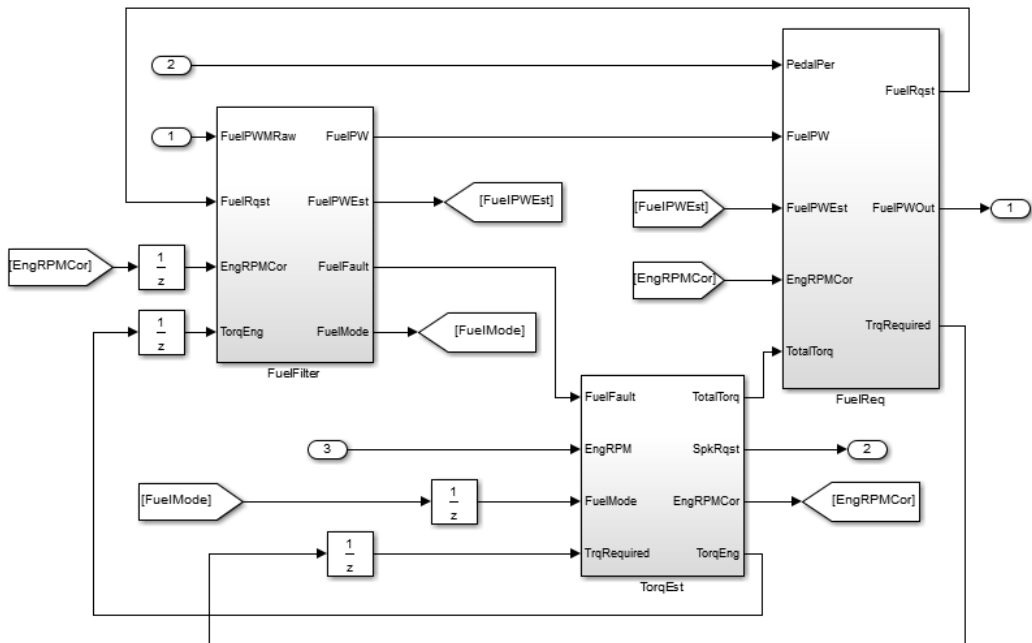 2
PedalPer
FuelRqst
1
FuelPWMRaw
FuelPW
FuelPW
FuelRqst
FuelPWEst
[FuelPWEst]
[FuelPWEst]
FuelPWEst
FuelPWOut
1
[EngRPMCor]
1
z
EngRPMCor
FuelFault
[EngRPMCor]
EngRPMCor
1
z
TorqEng
FuelMode
[FuelMode]
TrqRequired
TotalTorq
FuelFilter
FuelReq
FuelFault
TotalTorq
3
EngRPM
SpkRqst
2
[FuelMode]
1
z
FuelMode
EngRPMCor
[EngRPMCor]
1
z
TrqRequired
TorqEng
TorqEst